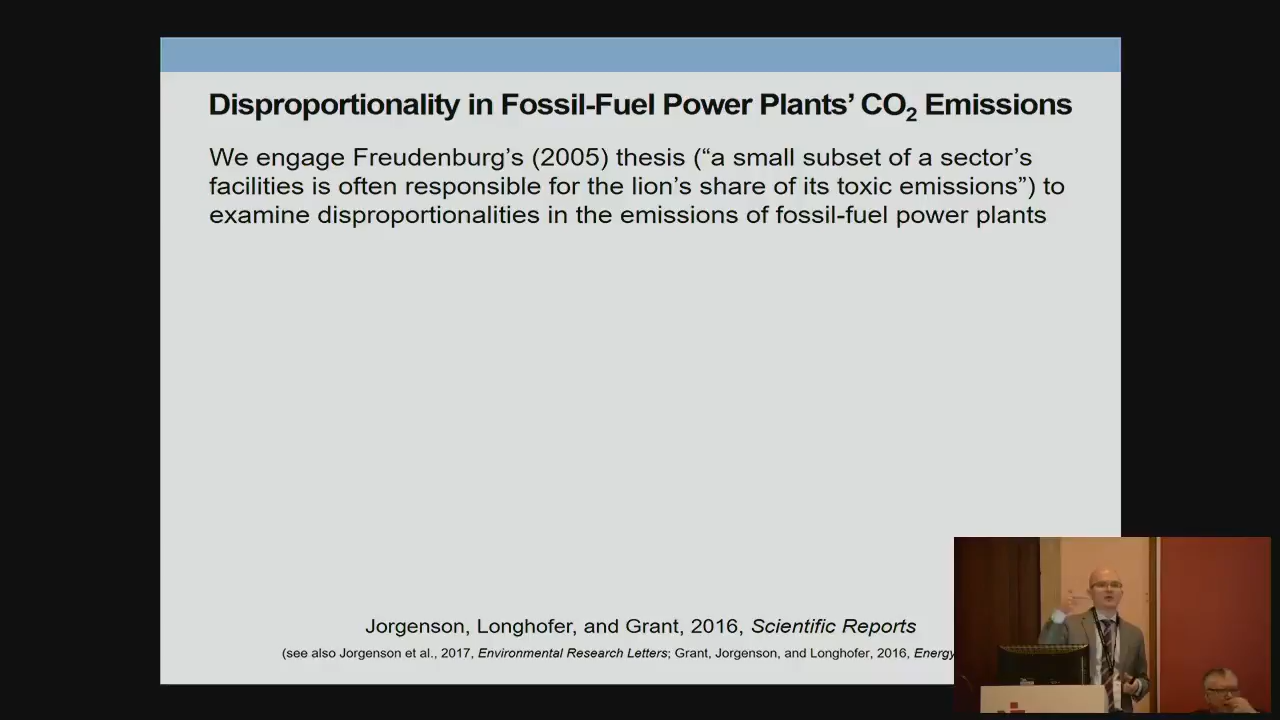 Disproportionality in Fossil-Fuel Power Plants’ CO₂ Emissions
We engage Freudenburg’s (2005) thesis (“a small subset of a sector’s
facilities is often responsible for the lion’s share of its toxic emissions”) to
examine disproportionalities in the emissions of fossil-fuel power plants
Jorgenson, Longhofer, and Grant, 2016, Scientific Reports
(see also Jorgenson et al., 2017, Environmental Research Letters; Grant, Jorgenson, and Longhofer, 2016, Energy